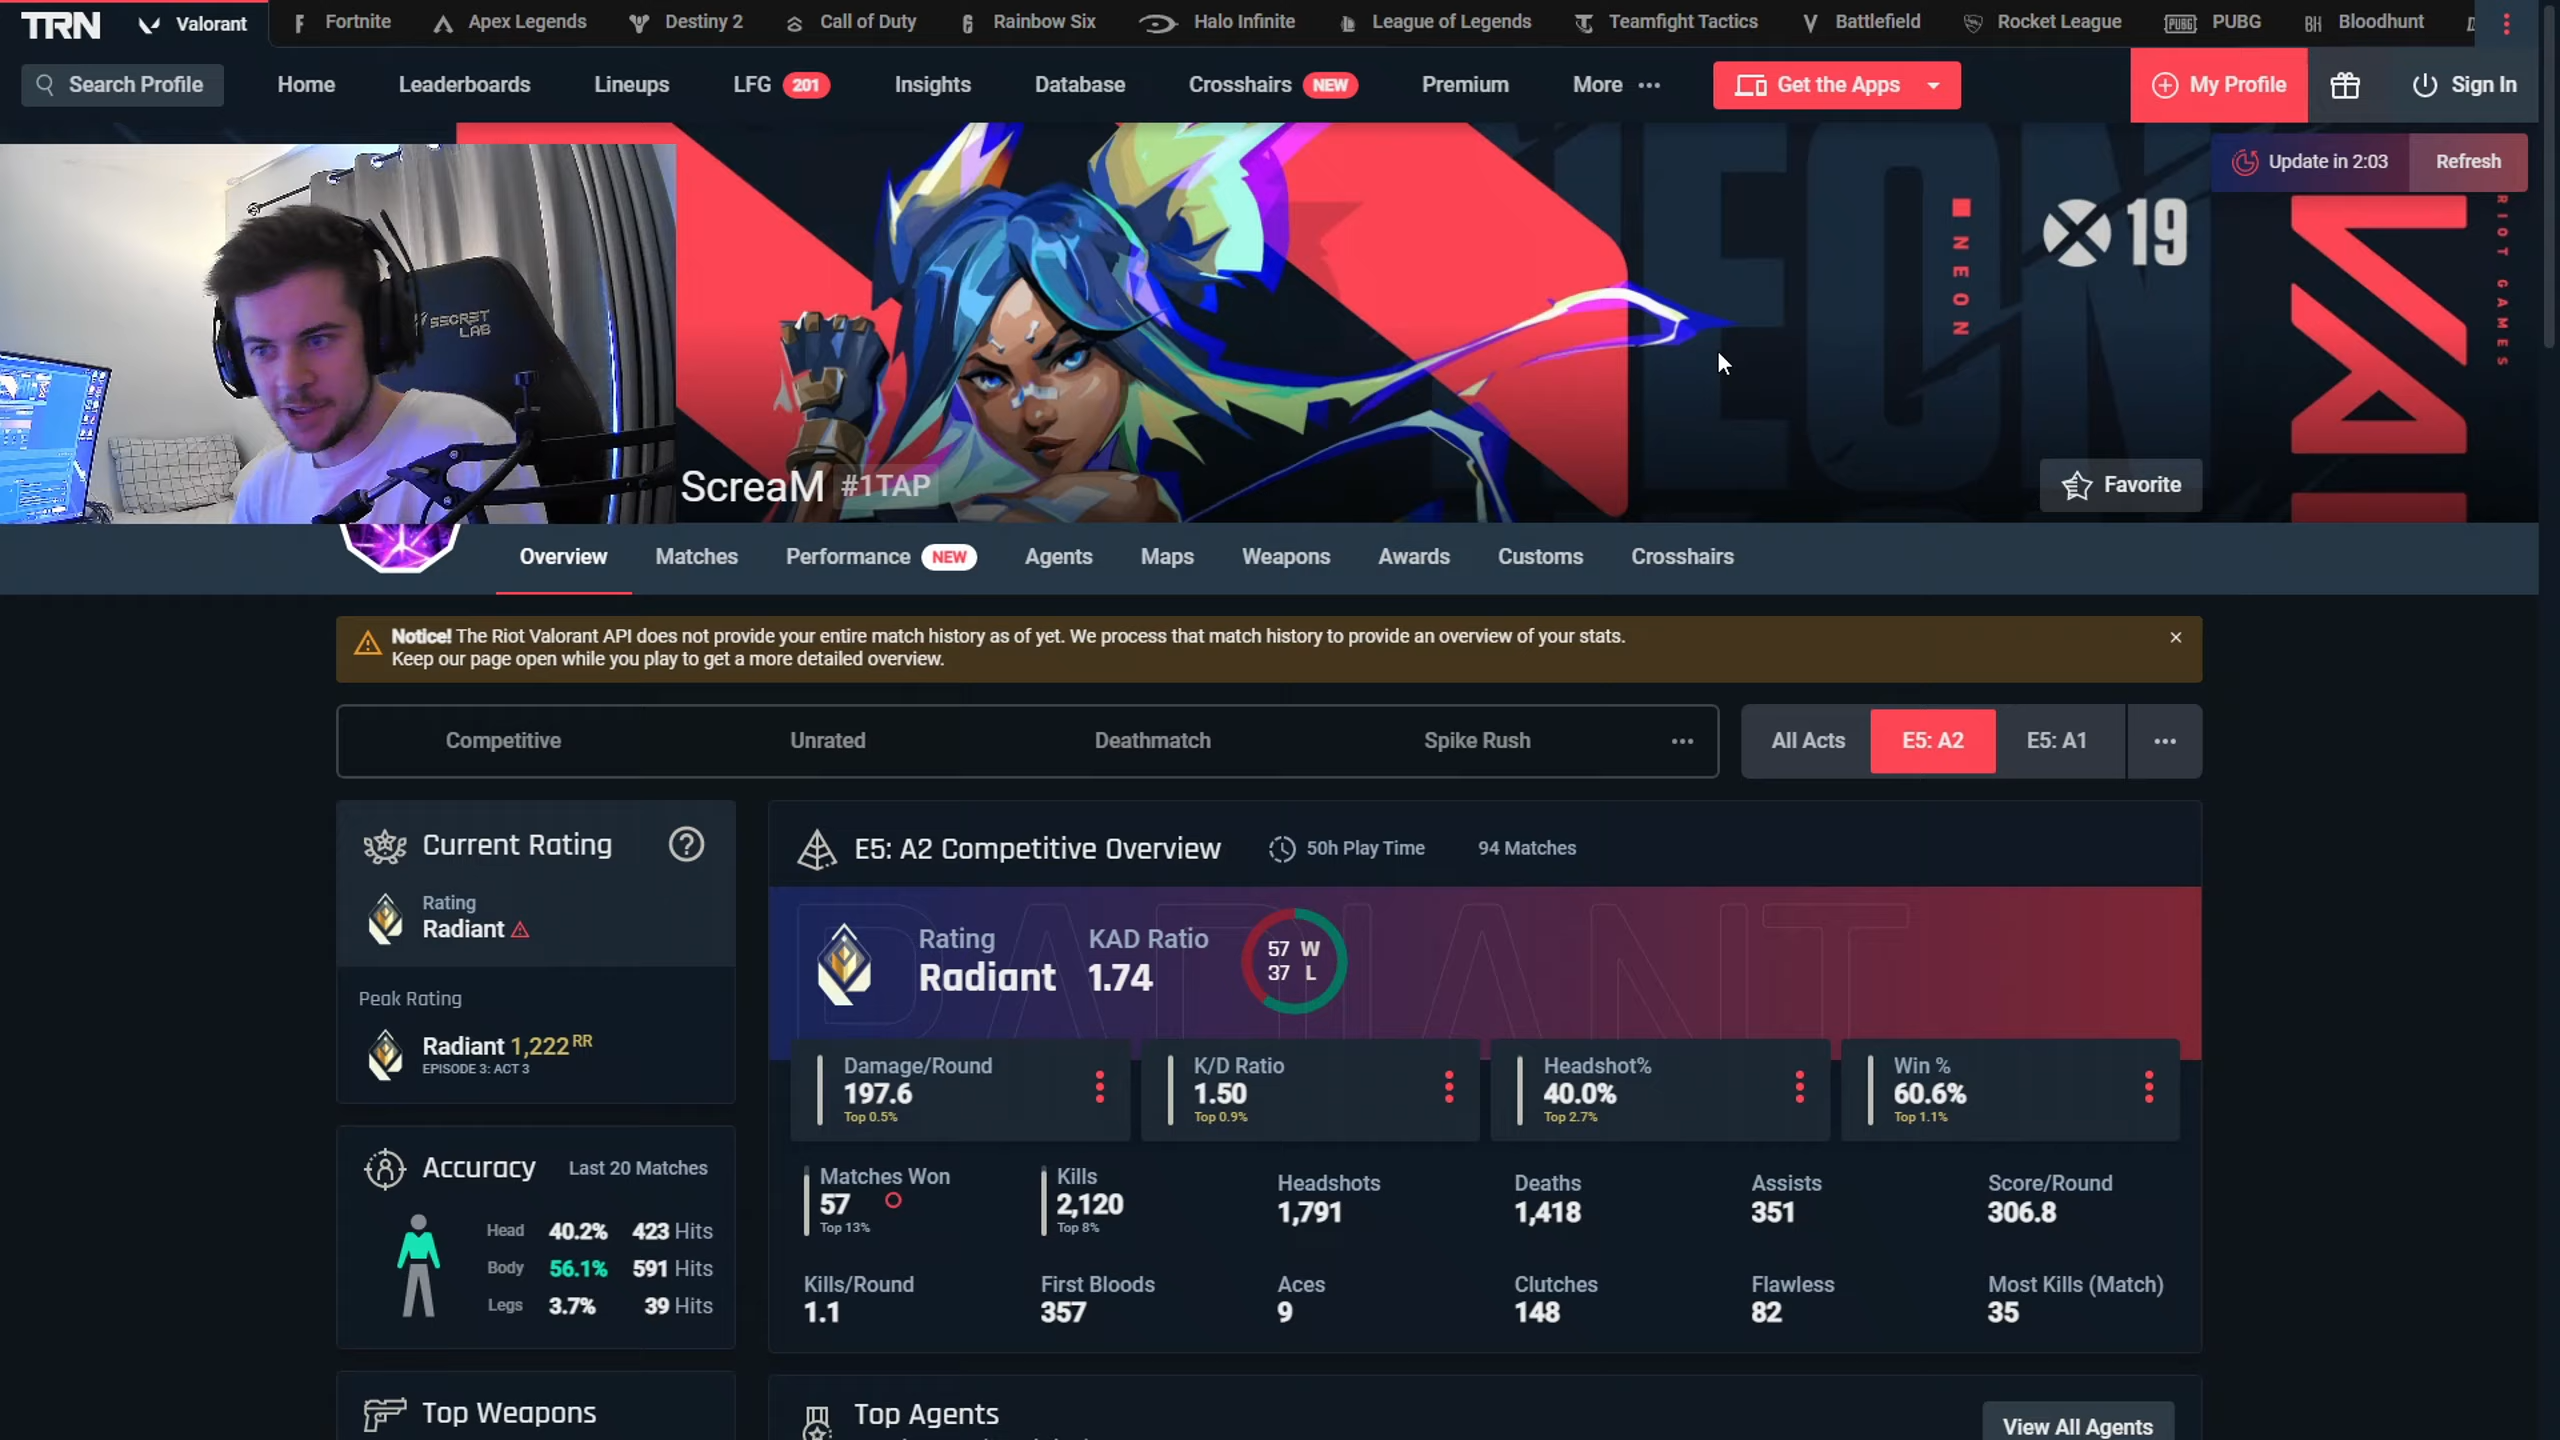 TRN Valorant Fortnite Apex Legends Destiny 2 Call of Duty Rainbow Six Halo Infinite League of Legends Teamfight Tactics Battlefield Rocket League PUBG PUBG BH Bloodhunt
Search Profile Home Leaderboards Lineups LFG 201 Insights Database Crosshairs NEW Premium More ··· Get the Apps My Profile Sign In
Update in 2:03 Refresh
NEON
19
RIOT GAMES
SECRET
LAB
ScreaM #1TAP
Favorite
Overview Matches Performance NEW Agents Maps Weapons Awards Customs Crosshairs
Notice! The Riot Valorant API does not provide your entire match history as of yet. We process that match history to provide an overview of your stats.
Keep our page open while you play to get a more detailed overview.
Competitive Unrated Deathmatch Spike Rush ··· All Acts E5: A2 E5: A1 ···
Current Rating
Rating
Radiant
Peak Rating
Radiant 1,222 RR
EPISODE 3: ACT 3
Accuracy Last 20 Matches
Head 40.2% 423 Hits
Body 56.1% 591 Hits
Legs 3.7% 39 Hits
Top Weapons
E5: A2 Competitive Overview 50h Play Time 94 Matches
RADIANT
Rating KAD Ratio
Radiant 1.74
57 W
37 L
Damage/Round K/D Ratio Headshot% Win %
197.6 1.50 40.0% 60.6%
Top 0.5% Top 0.9% Top 2.7% Top 1.1%
Matches Won Kills Headshots Deaths Assists Score/Round
57 2,120 1,791 1,418 351 306.8
Top 13% Top 8%
Kills/Round First Bloods Aces Clutches Flawless Most Kills (Match)
1.1 357 9 148 82 35
Top Agents
View All Agents